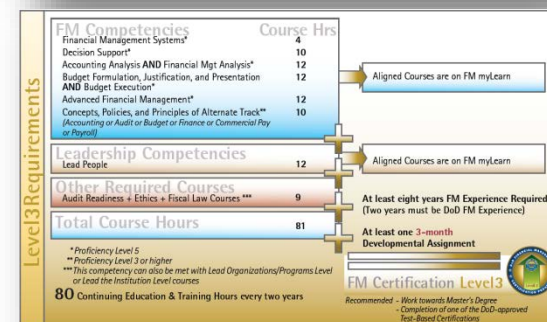 Level3Requirements
FM Competencies Course Hrs
Financial Management Systems* 4
Decision Support* 10
Accounting Analysis AND Financial Mgt Analysis* 12
Budget Formulation, Justification, and Presentation 12
AND Budget Execution*
Advanced Financial Management* 12
Concepts, Policies, and Principles of Alternate Track** 10
(Accounting or Audit or Budget or Finance or Commercial Pay
or Payroll)
Aligned Courses are on FM myLearn
Leadership Competencies
Lead People 12
Aligned Courses are on FM myLearn
Other Required Courses
Audit Readiness + Ethics + Fiscal Law Courses *** 9
Total Course Hours 81
At least eight years FM Experience Required
(Two years must be DoD FM Experience)
At least one 3-month
Developmental Assignment
* Proficiency Level 5
** Proficiency Level 3 or higher
***This competency can also be met with Lead Organizations/Programs Level
or Lead the Institution Level courses
80 Continuing Education & Training Hours every two years
FM Certification Level3
Recommended - Work towards Master's Degree
- Completion of one of the DoD-approved
Test-Based Certifications